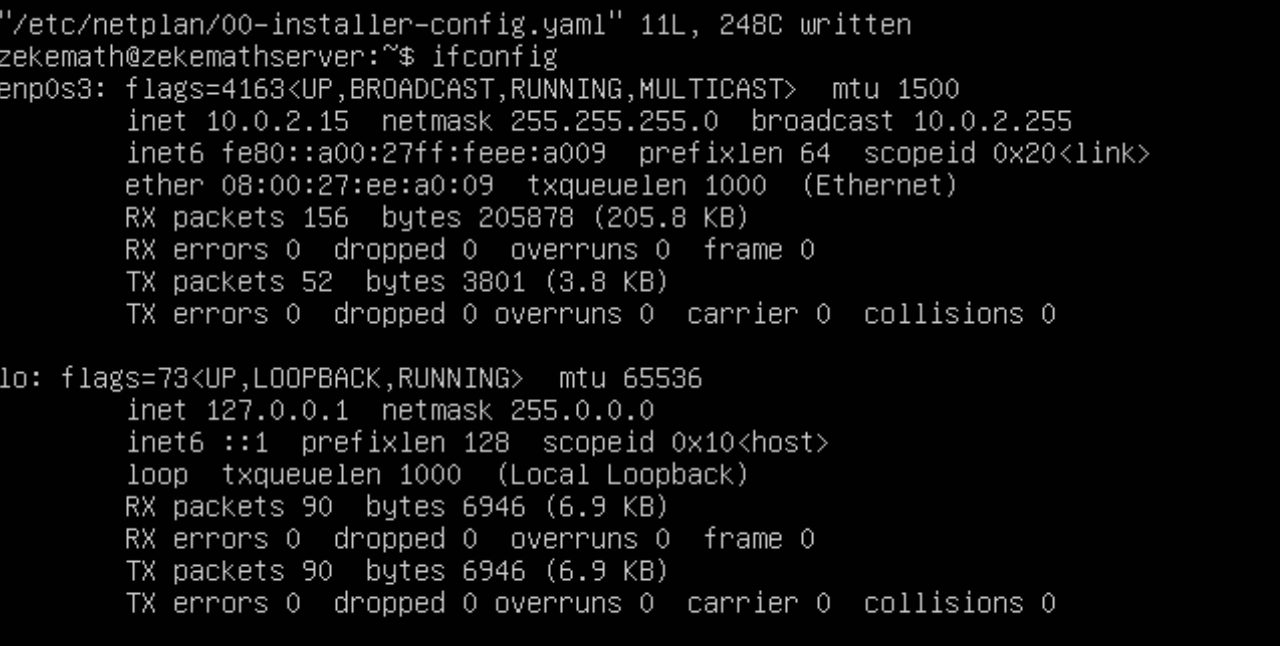 "/etc/netplan/00-installer-config.yaml" 11L, 248C written
zekemath@zekemathserver:~$ ifconfig
enp0s3: flags=4163<UP,BROADCAST,RUNNING,MULTICAST>  mtu 1500
        inet 10.0.2.15  netmask 255.255.255.0  broadcast 10.0.2.255
        inet6 fe80::a00:27ff:feee:a009  prefixlen 64  scopeid 0x20<link>
        ether 08:00:27:ee:a0:09  txqueuelen 1000  (Ethernet)
        RX packets 156  bytes 205878 (205.8 KB)
        RX errors 0  dropped 0  overruns 0  frame 0
        TX packets 52  bytes 3801 (3.8 KB)
        TX errors 0  dropped 0 overruns 0  carrier 0  collisions 0

lo: flags=73<UP,LOOPBACK,RUNNING>  mtu 65536
        inet 127.0.0.1  netmask 255.0.0.0
        inet6 ::1  prefixlen 128  scopeid 0x10<host>
        loop  txqueuelen 1000  (Local Loopback)
        RX packets 90  bytes 6946 (6.9 KB)
        RX errors 0  dropped 0  overruns 0  frame 0
        TX packets 90  bytes 6946 (6.9 KB)
        TX errors 0  dropped 0 overruns 0  carrier 0  collisions 0